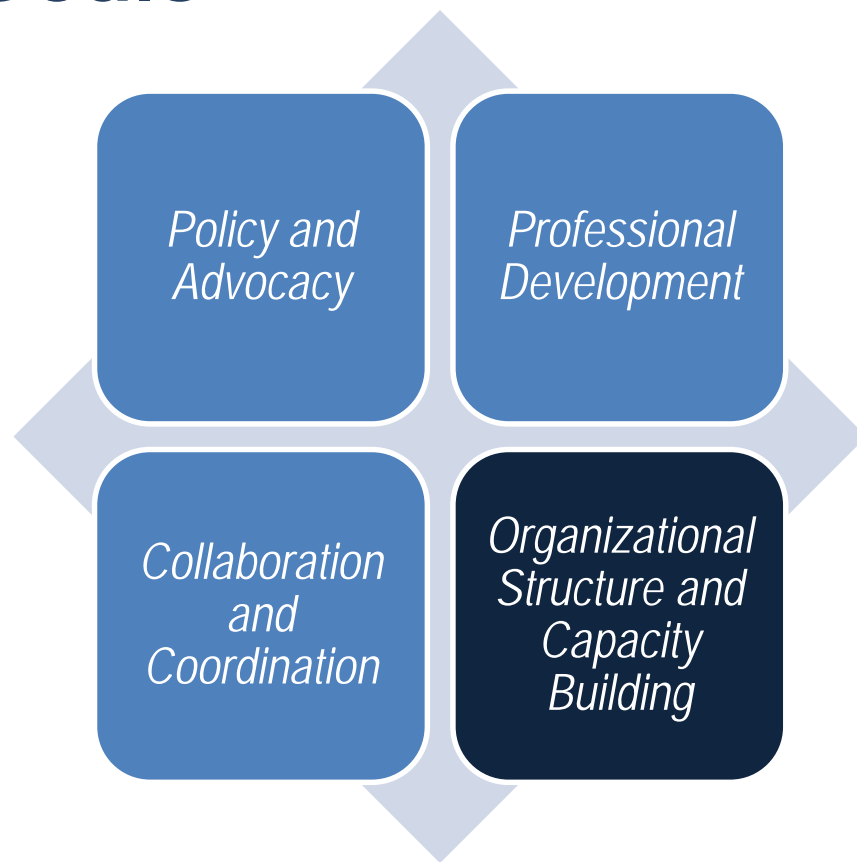 Policy and
Advocacy
Professional
Development
Collaboration
and
Coordination
Organizational
Structure and
Capacity
Building